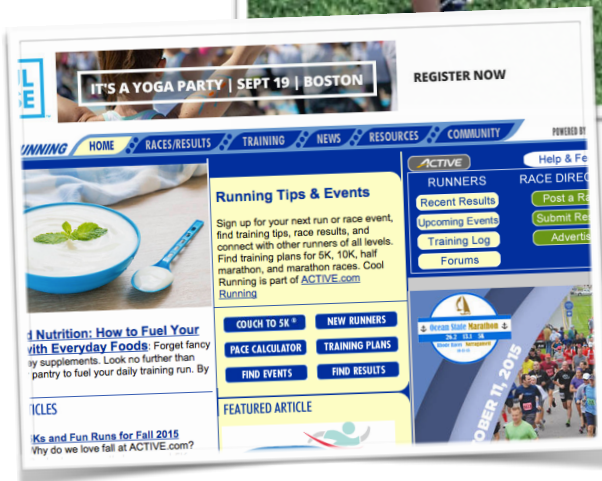 IT'S A YOGA PARTY | SEPT 19 | BOSTON
REGISTER NOW
HOME
RACES/RESULTS
TRAINING
NEWS
RESOURCES
COMMUNITY
POWERED BY
Running Tips & Events
Sign up for your next run or race event,
find training tips, race results, and
connect with other runners of all levels.
Find training plans for 5K, 10K, half
marathon, and marathon races. Cool
Running is part of ACTIVE.com
Running
COUCH TO 5K ®
NEW RUNNERS
PACE CALCULATOR
TRAINING PLANS
FIND EVENTS
FIND RESULTS
FEATURED ARTICLE
ACTIVE
Help & Fe
RUNNERS
Recent Results
Upcoming Events
Training Log
Forums
RACE DIREC
Post a Ra
Submit Re
Advertis
d Nutrition: How to Fuel Your
with Everyday Foods: Forget fancy
y supplements. Look no further than
pantry to fuel your daily training run. By
ICLES
Ks and Fun Runs for Fall 2015
Why do we love fall at ACTIVE.com?
Ocean State Marathon
26.2 13.1 5K
OBER 11, 2015